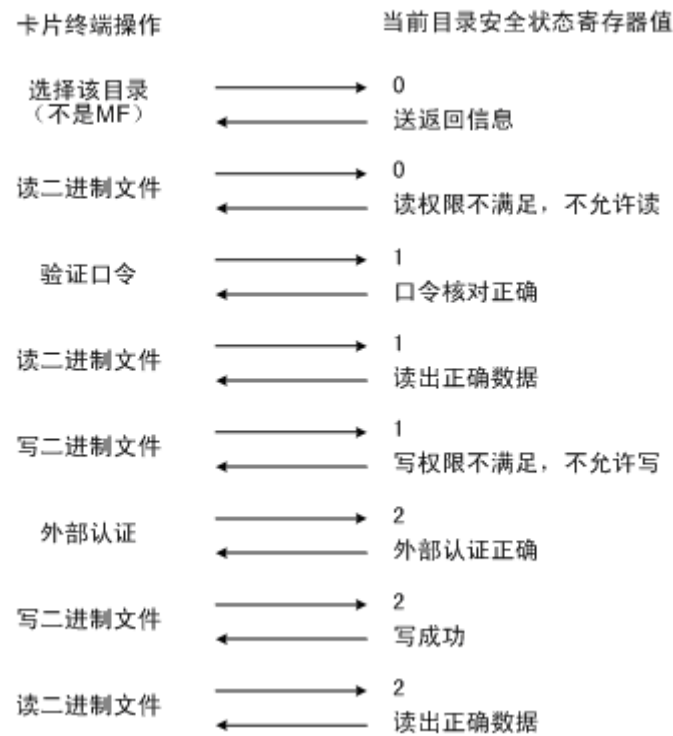 卡片终端操作 当前目录安全状态寄存器值
选择该目录 0
（不是MF） 送返回信息
读二进制文件 0
读权限不满足，不允许读
验证口令 1
口令核对正确
读二进制文件 1
读出正确数据
写二进制文件 1
写权限不满足，不允许写
外部认证 2
外部认证正确
写二进制文件 2
写成功
读二进制文件 2
读出正确数据